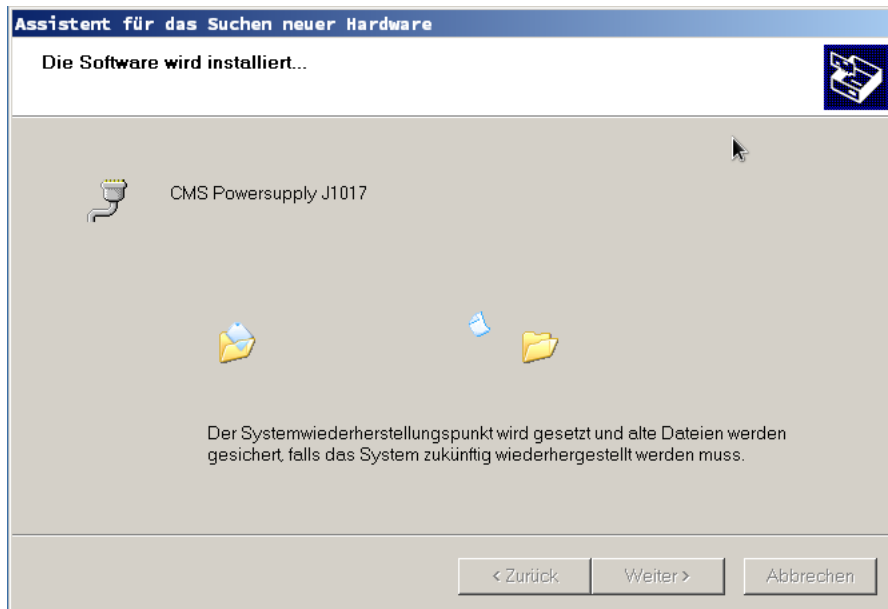 Assistent für das Suchen neuer Hardware
Die Software wird installiert...
CMS Powersupply J1017
Der Systemwiederherstellungspunkt wird gesetzt und alte Dateien werden
gesichert, falls das System zukünftig wiederhergestellt werden muss.
< Zurück
Weiter >
Abbrechen